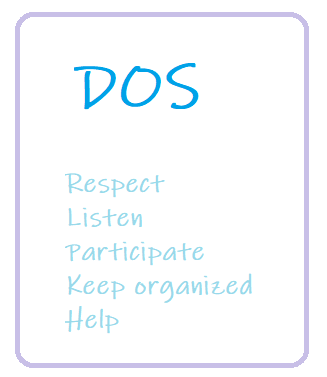 DOS
Respect
Listen
Participate
Keep organized
Help